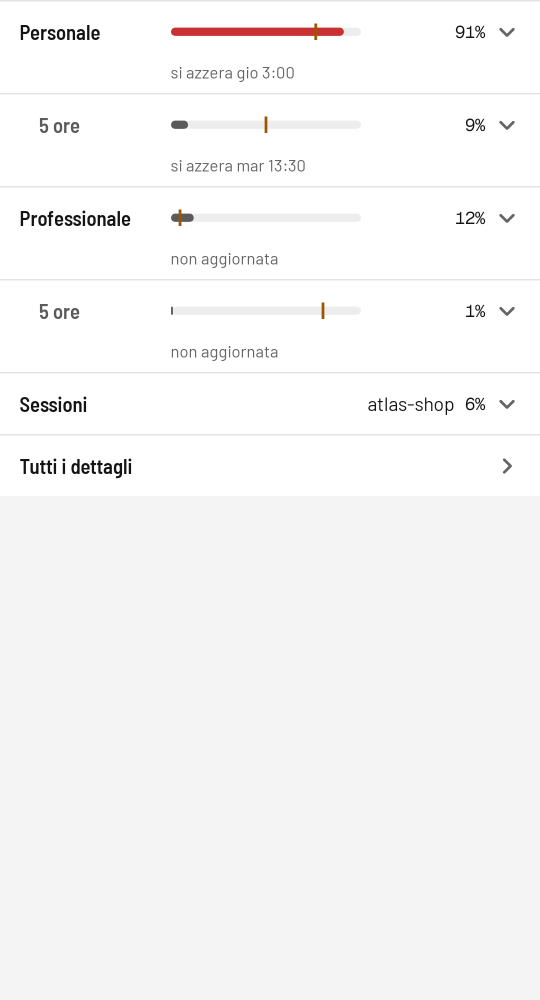 Personale 91%
si azzera gio 3:00
5 ore 9%
si azzera mar 13:30
Professionale 12%
non aggiornata
5 ore 1%
non aggiornata
Sessioni atlas-shop 6%
Tutti i dettagli